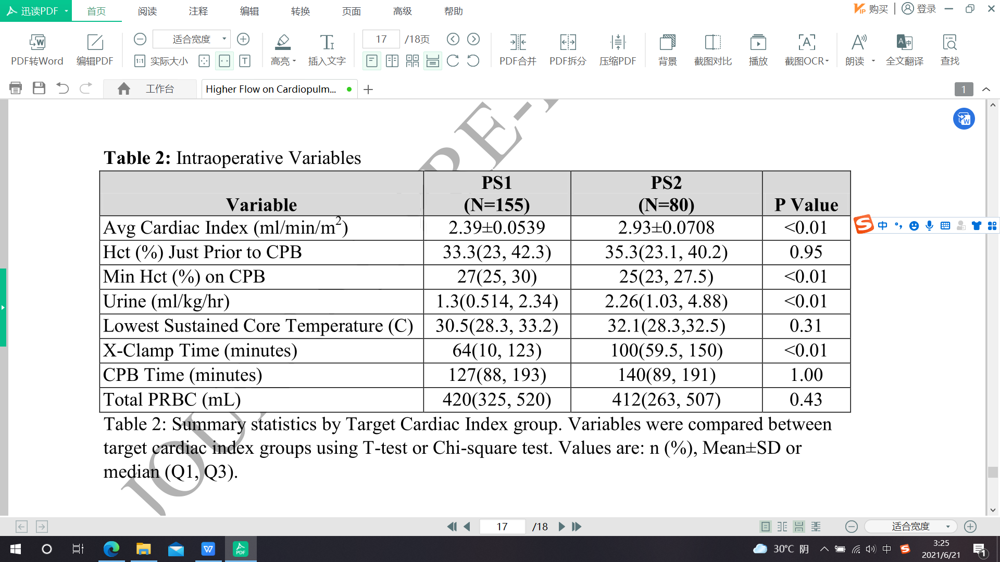 迅读PDF 首页 阅读 注释 编辑 转换 页面 高级 帮助 VIP 购买 登录
适合宽度 17 /18页
PDF转Word 编辑PDF 1:1 实际大小 高亮 插入文字 PDF合并 PDF拆分 压缩PDF 背景 截图对比 播放 截图OCR 朗读 全文翻译 查找
工作台 Higher Flow on Cardiopulm... 1
Table 2: Intraoperative Variables
Variable PS1 (N=155) PS2 (N=80) P Value
Avg Cardiac Index (ml/min/m²) 2.39±0.0539 2.93±0.0708 <0.01
Hct (%) Just Prior to CPB 33.3(23, 42.3) 35.3(23.1, 40.2) 0.95
Min Hct (%) on CPB 27(25, 30) 25(23, 27.5) <0.01
Urine (ml/kg/hr) 1.3(0.514, 2.34) 2.26(1.03, 4.88) <0.01
Lowest Sustained Core Temperature (C) 30.5(28.3, 33.2) 32.1(28.3,32.5) 0.31
X-Clamp Time (minutes) 64(10, 123) 100(59.5, 150) <0.01
CPB Time (minutes) 127(88, 193) 140(89, 191) 1.00
Total PRBC (mL) 420(325, 520) 412(263, 507) 0.43
Table 2: Summary statistics by Target Cardiac Index group. Variables were compared between
target cardiac index groups using T-test or Chi-square test. Values are: n (%), Mean±SD or
median (Q1, Q3).
中
17 /18 适合宽度
30°C 阴 中 3:25
2021/6/21 1